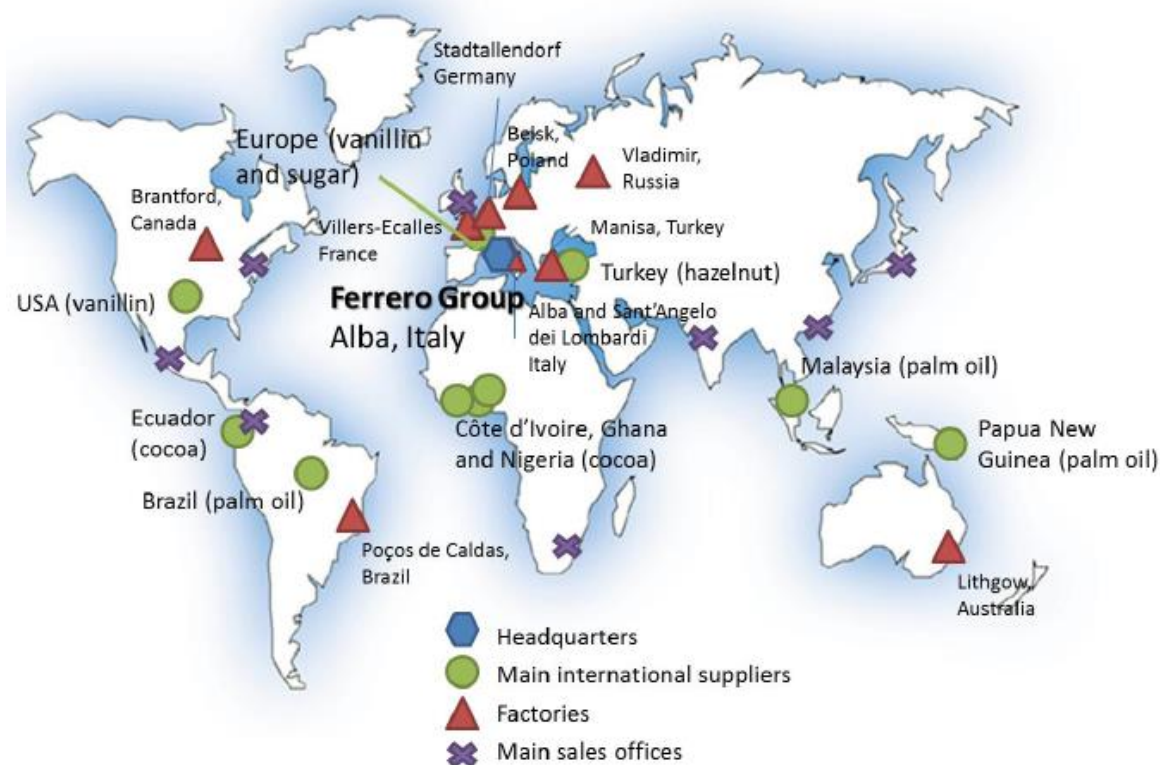 Stadtallendorf
Germany
Europe (vanillin
and sugar)
Belsk,
Poland
Vladimir,
Russia
Brantford,
Canada
Villers-Ecalles
France
Manisa, Turkey
USA (vanillin)
Turkey (hazelnut)
Ferrero Group
Alba, Italy
Alba and Sant'Angelo
dei Lombardi
Italy
Malaysia (palm oil)
Ecuador
(cocoa)
Côte d'Ivoire, Ghana
and Nigeria (cocoa)
Papua New
Guinea (palm oil)
Brazil (palm oil)
Poços de Caldas,
Brazil
Lithgow,
Australia
Headquarters
Main international suppliers
Factories
Main sales offices